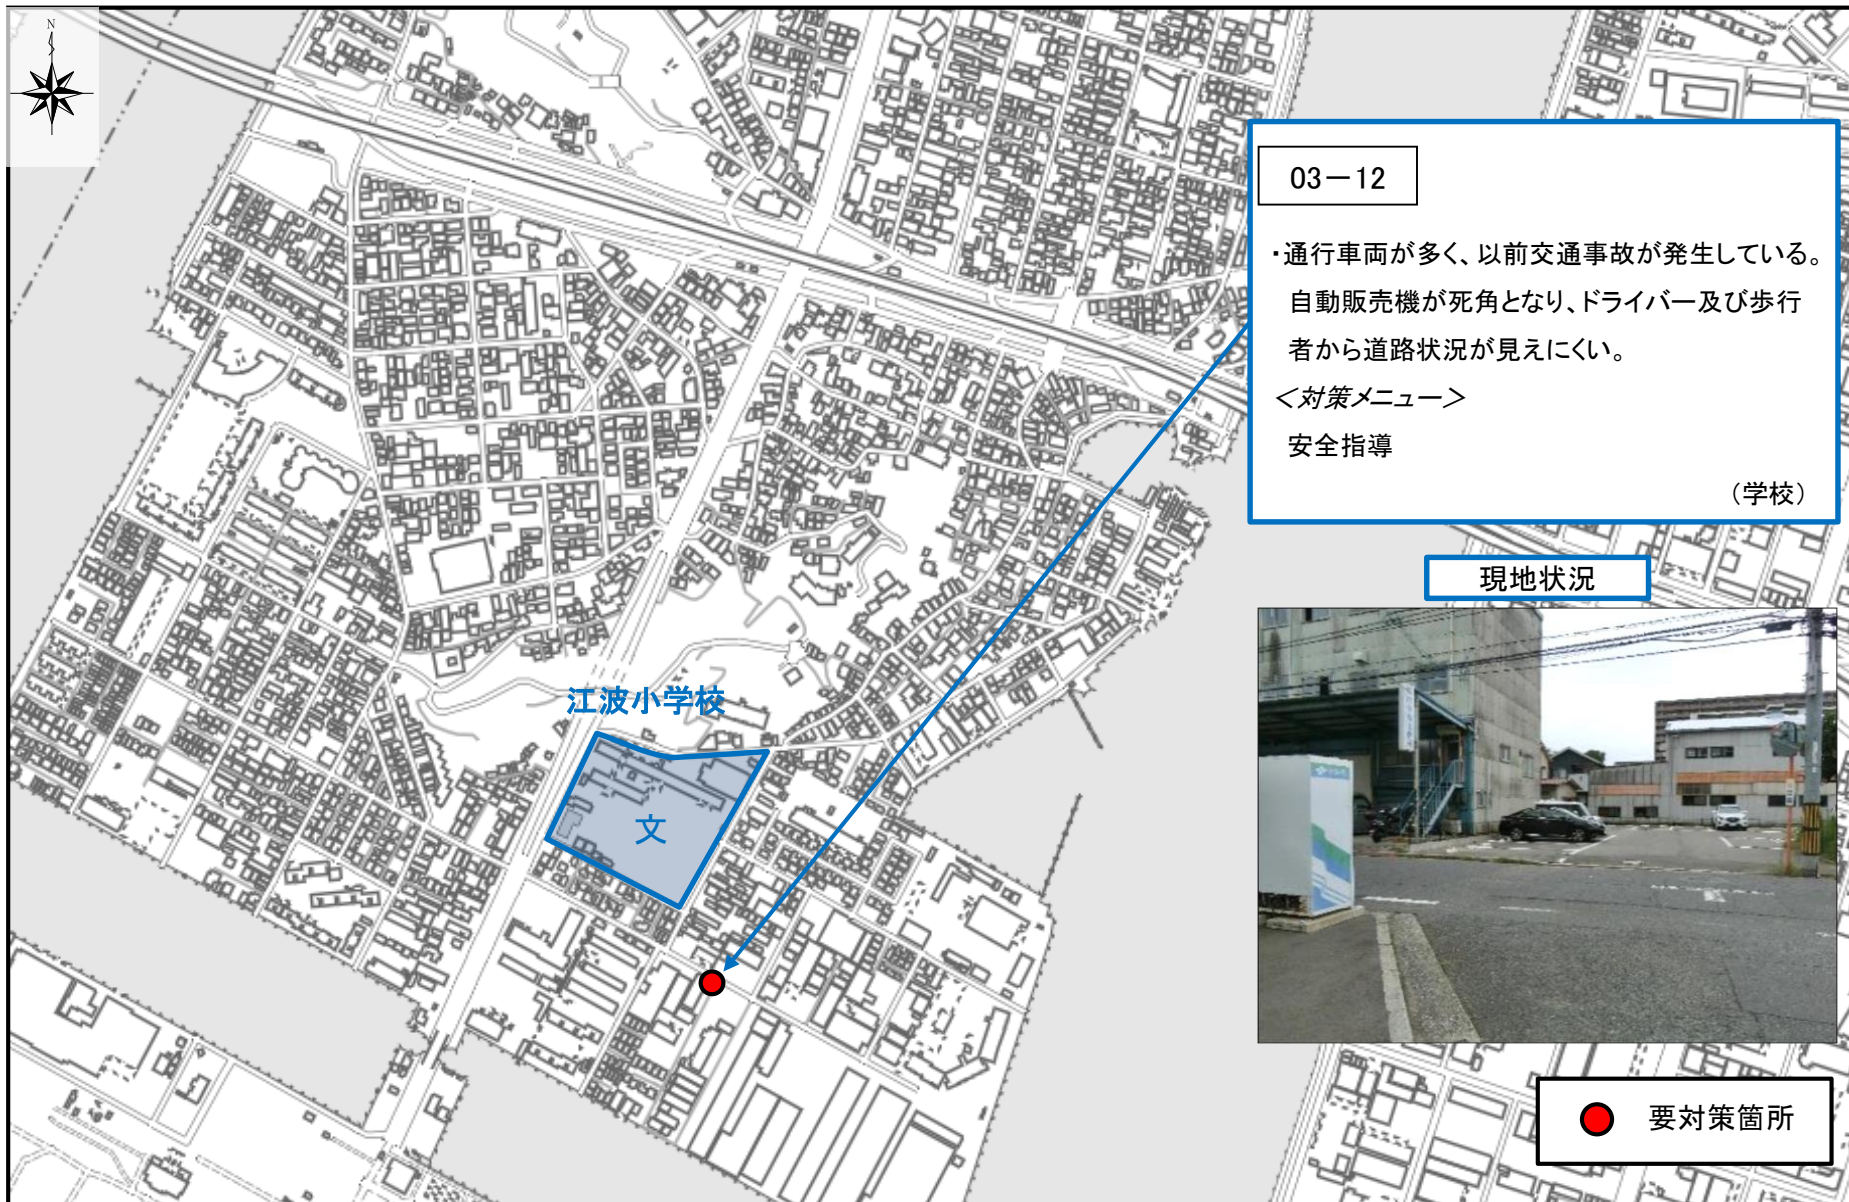 N
03－12
・通行車両が多く、以前交通事故が発生している。
自動販売機が死角となり、ドライバー及び歩行
者から道路状況が見えにくい。
＜対策メニュー＞
安全指導
（学校）
現地状況
江波小学校
文
要対策箇所